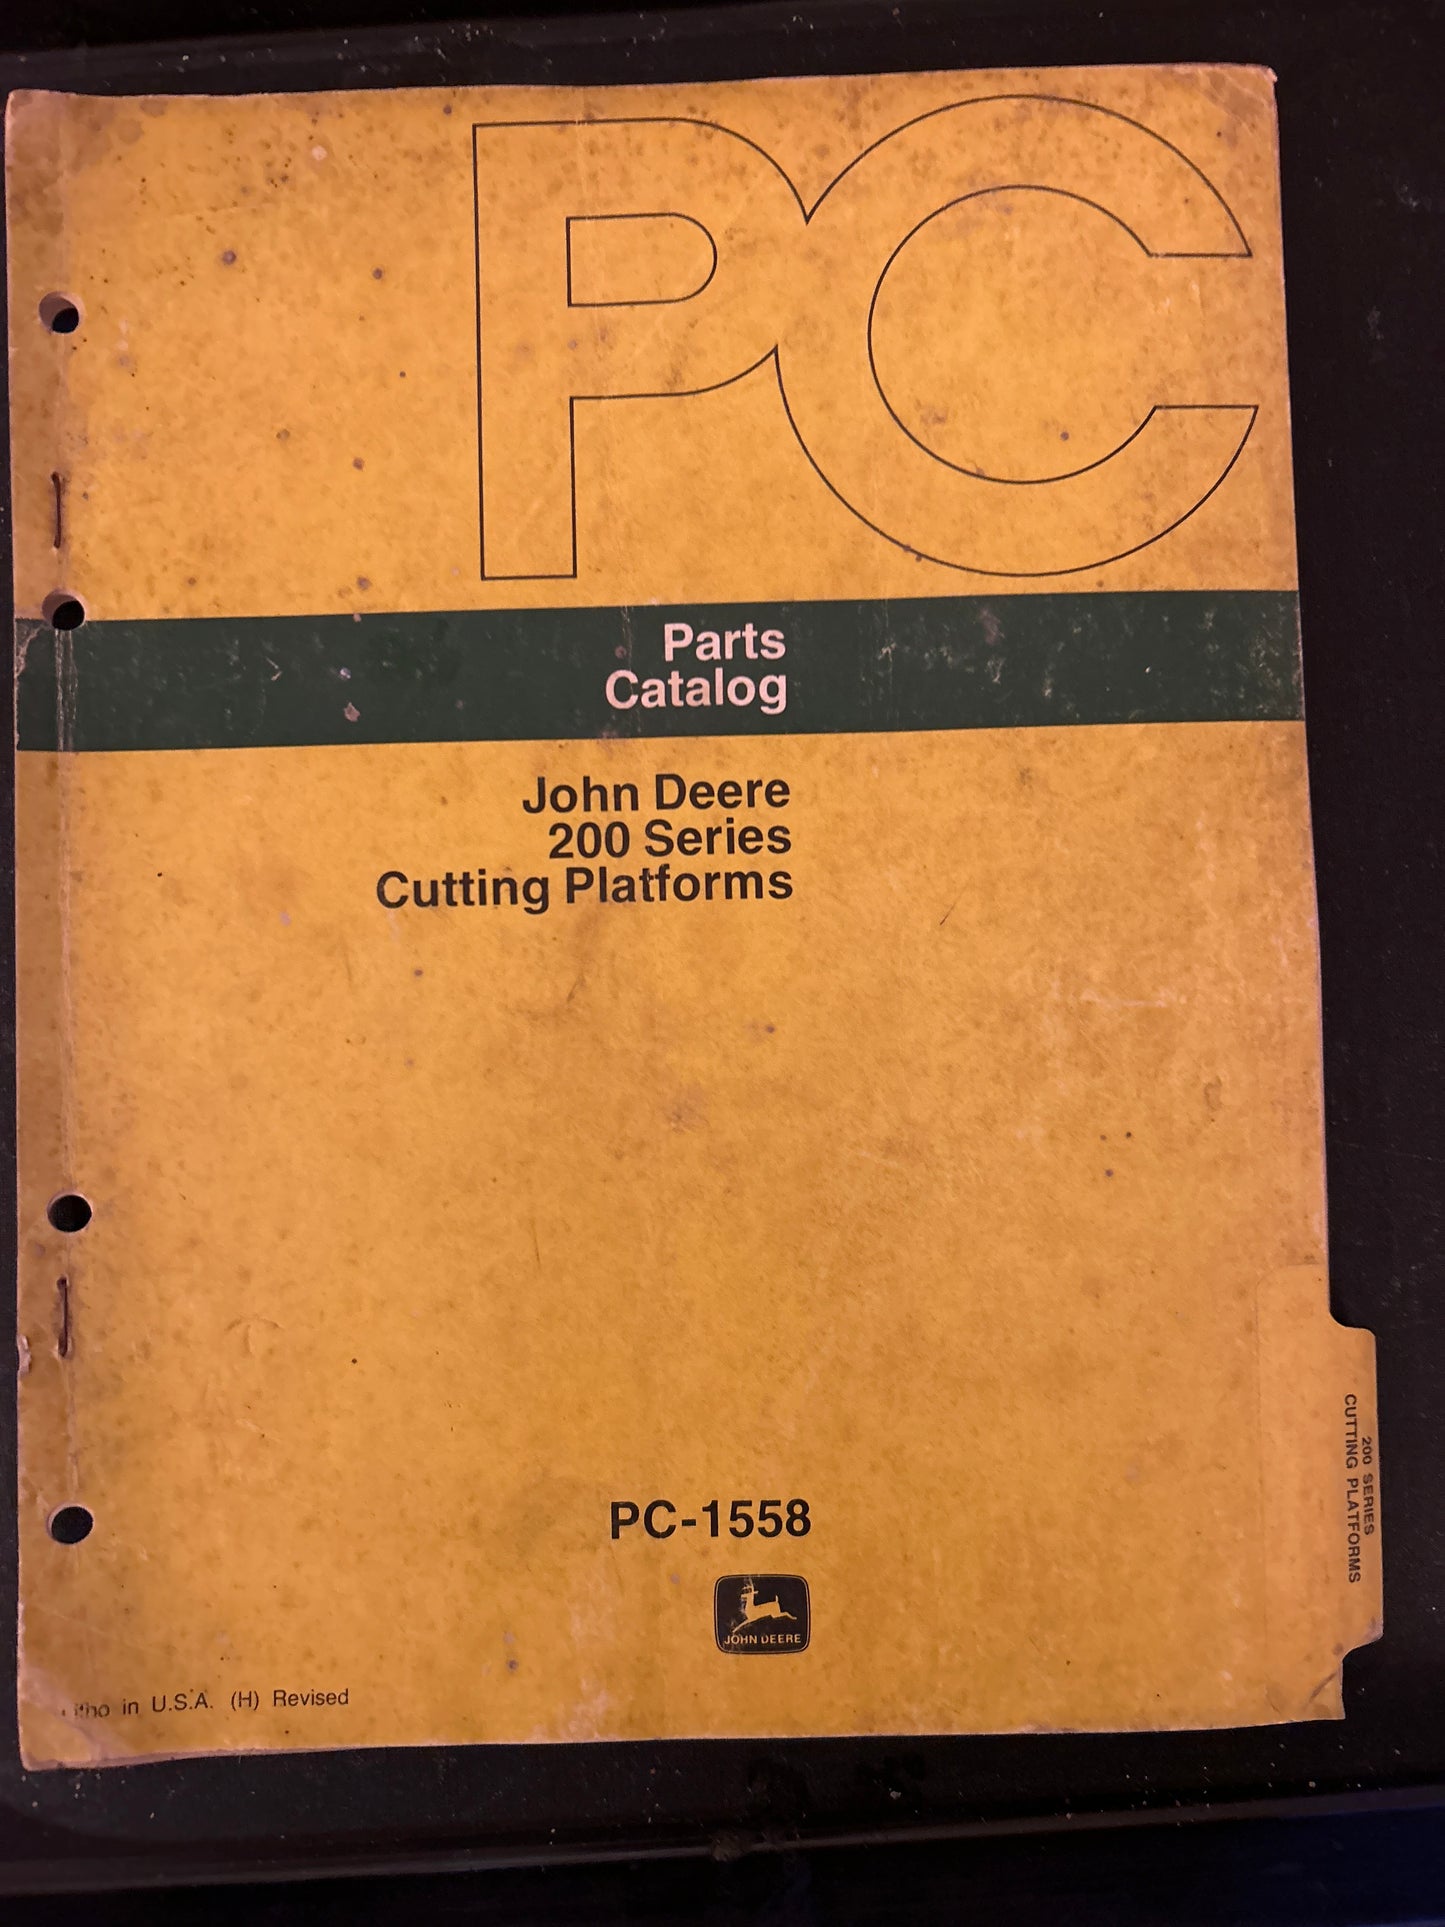 PC
Parts
Catalog
John Deere
200 Series
Cutting Platforms
PC-1558
JOHN DEERE
in U.S.A. (H) Revised
200 SERIES
CUTTING PLATFORMS